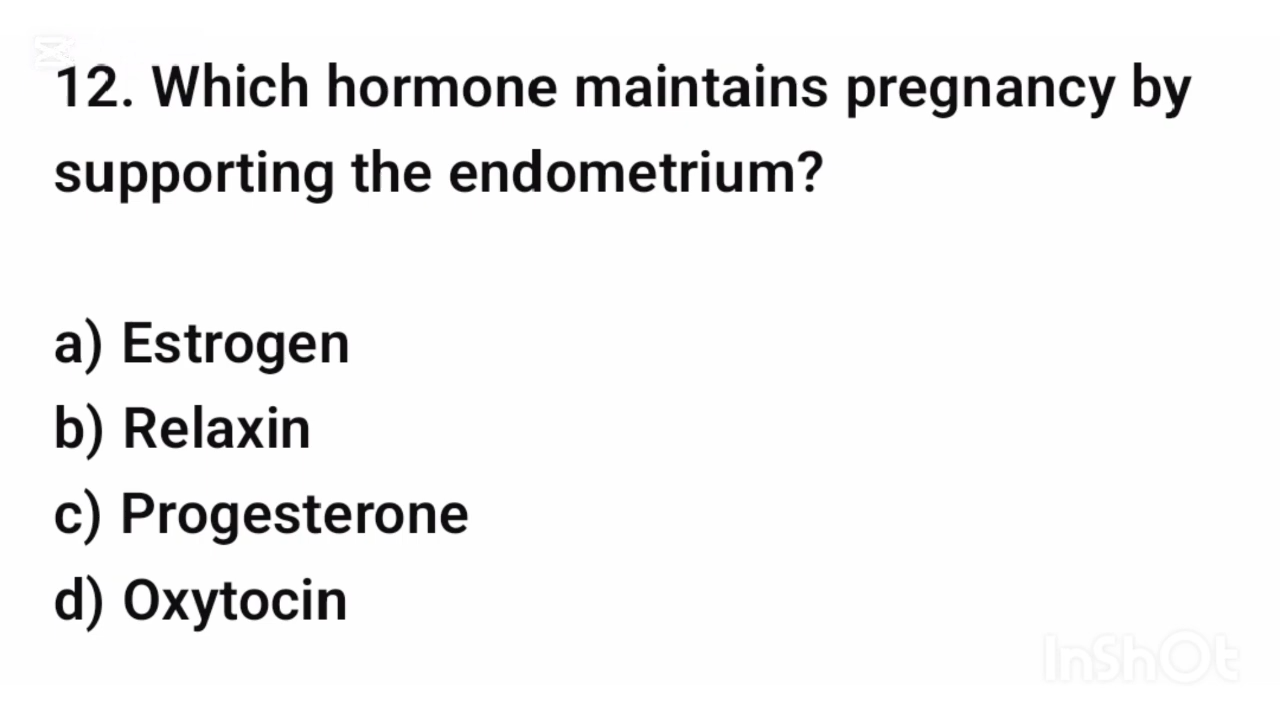 12. Which hormone maintains pregnancy by
supporting the endometrium?
a) Estrogen
b) Relaxin
c) Progesterone
d) Oxytocin
InShOt